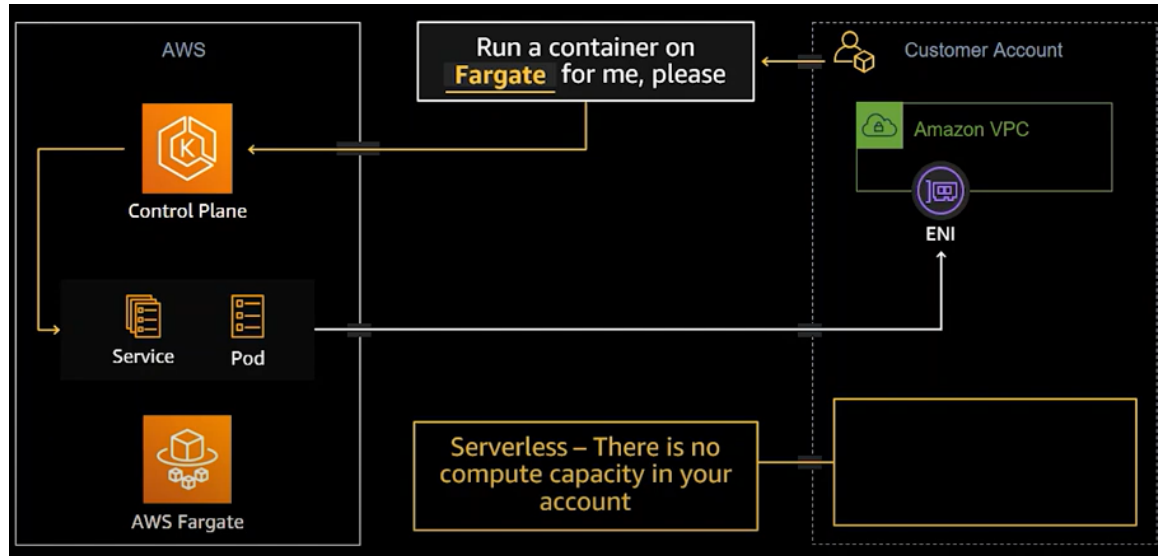 AWS
Run a container on
Fargate for me, please
Customer Account
Amazon VPC
K
Control Plane
ENI
Service
Pod
Serverless – There is no
compute capacity in your
account
AWS Fargate